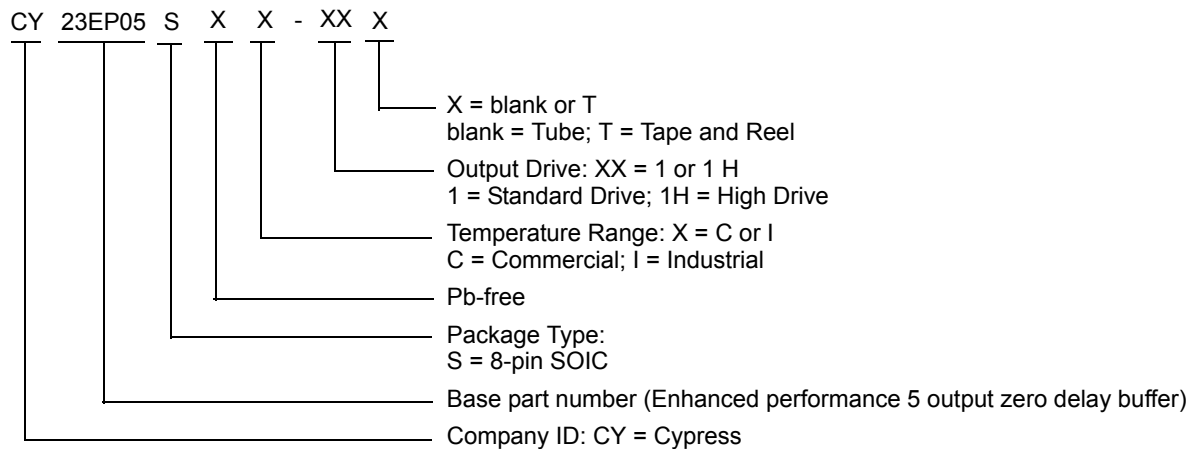 CY 23EP05 S X X - XX X
X = blank or T
blank = Tube; T = Tape and Reel
Output Drive: XX = 1 or 1 H
1 = Standard Drive; 1H = High Drive
Temperature Range: X = C or I
C = Commercial; I = Industrial
Pb-free
Package Type:
S = 8-pin SOIC
Base part number (Enhanced performance 5 output zero delay buffer)
Company ID: CY = Cypress